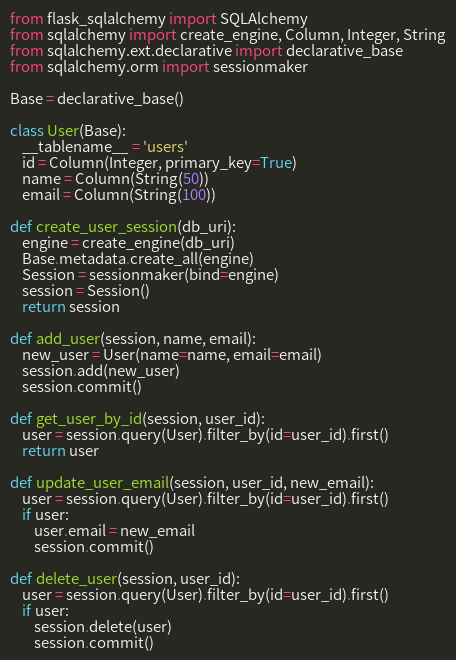 from flask_sqlalchemy import SQLAlchemy
from sqlalchemy import create_engine, Column, Integer, String
from sqlalchemy.ext.declarative import declarative_base
from sqlalchemy.orm import sessionmaker

Base = declarative_base()

class User(Base):
    __tablename__ = 'users'
    id = Column(Integer, primary_key=True)
    name = Column(String(50))
    email = Column(String(100))

def create_user_session(db_uri):
    engine = create_engine(db_uri)
    Base.metadata.create_all(engine)
    Session = sessionmaker(bind=engine)
    session = Session()
    return session

def add_user(session, name, email):
    new_user = User(name=name, email=email)
    session.add(new_user)
    session.commit()

def get_user_by_id(session, user_id):
    user = session.query(User).filter_by(id=user_id).first()
    return user

def update_user_email(session, user_id, new_email):
    user = session.query(User).filter_by(id=user_id).first()
    if user:
        user.email = new_email
        session.commit()

def delete_user(session, user_id):
    user = session.query(User).filter_by(id=user_id).first()
    if user:
        session.delete(user)
        session.commit()